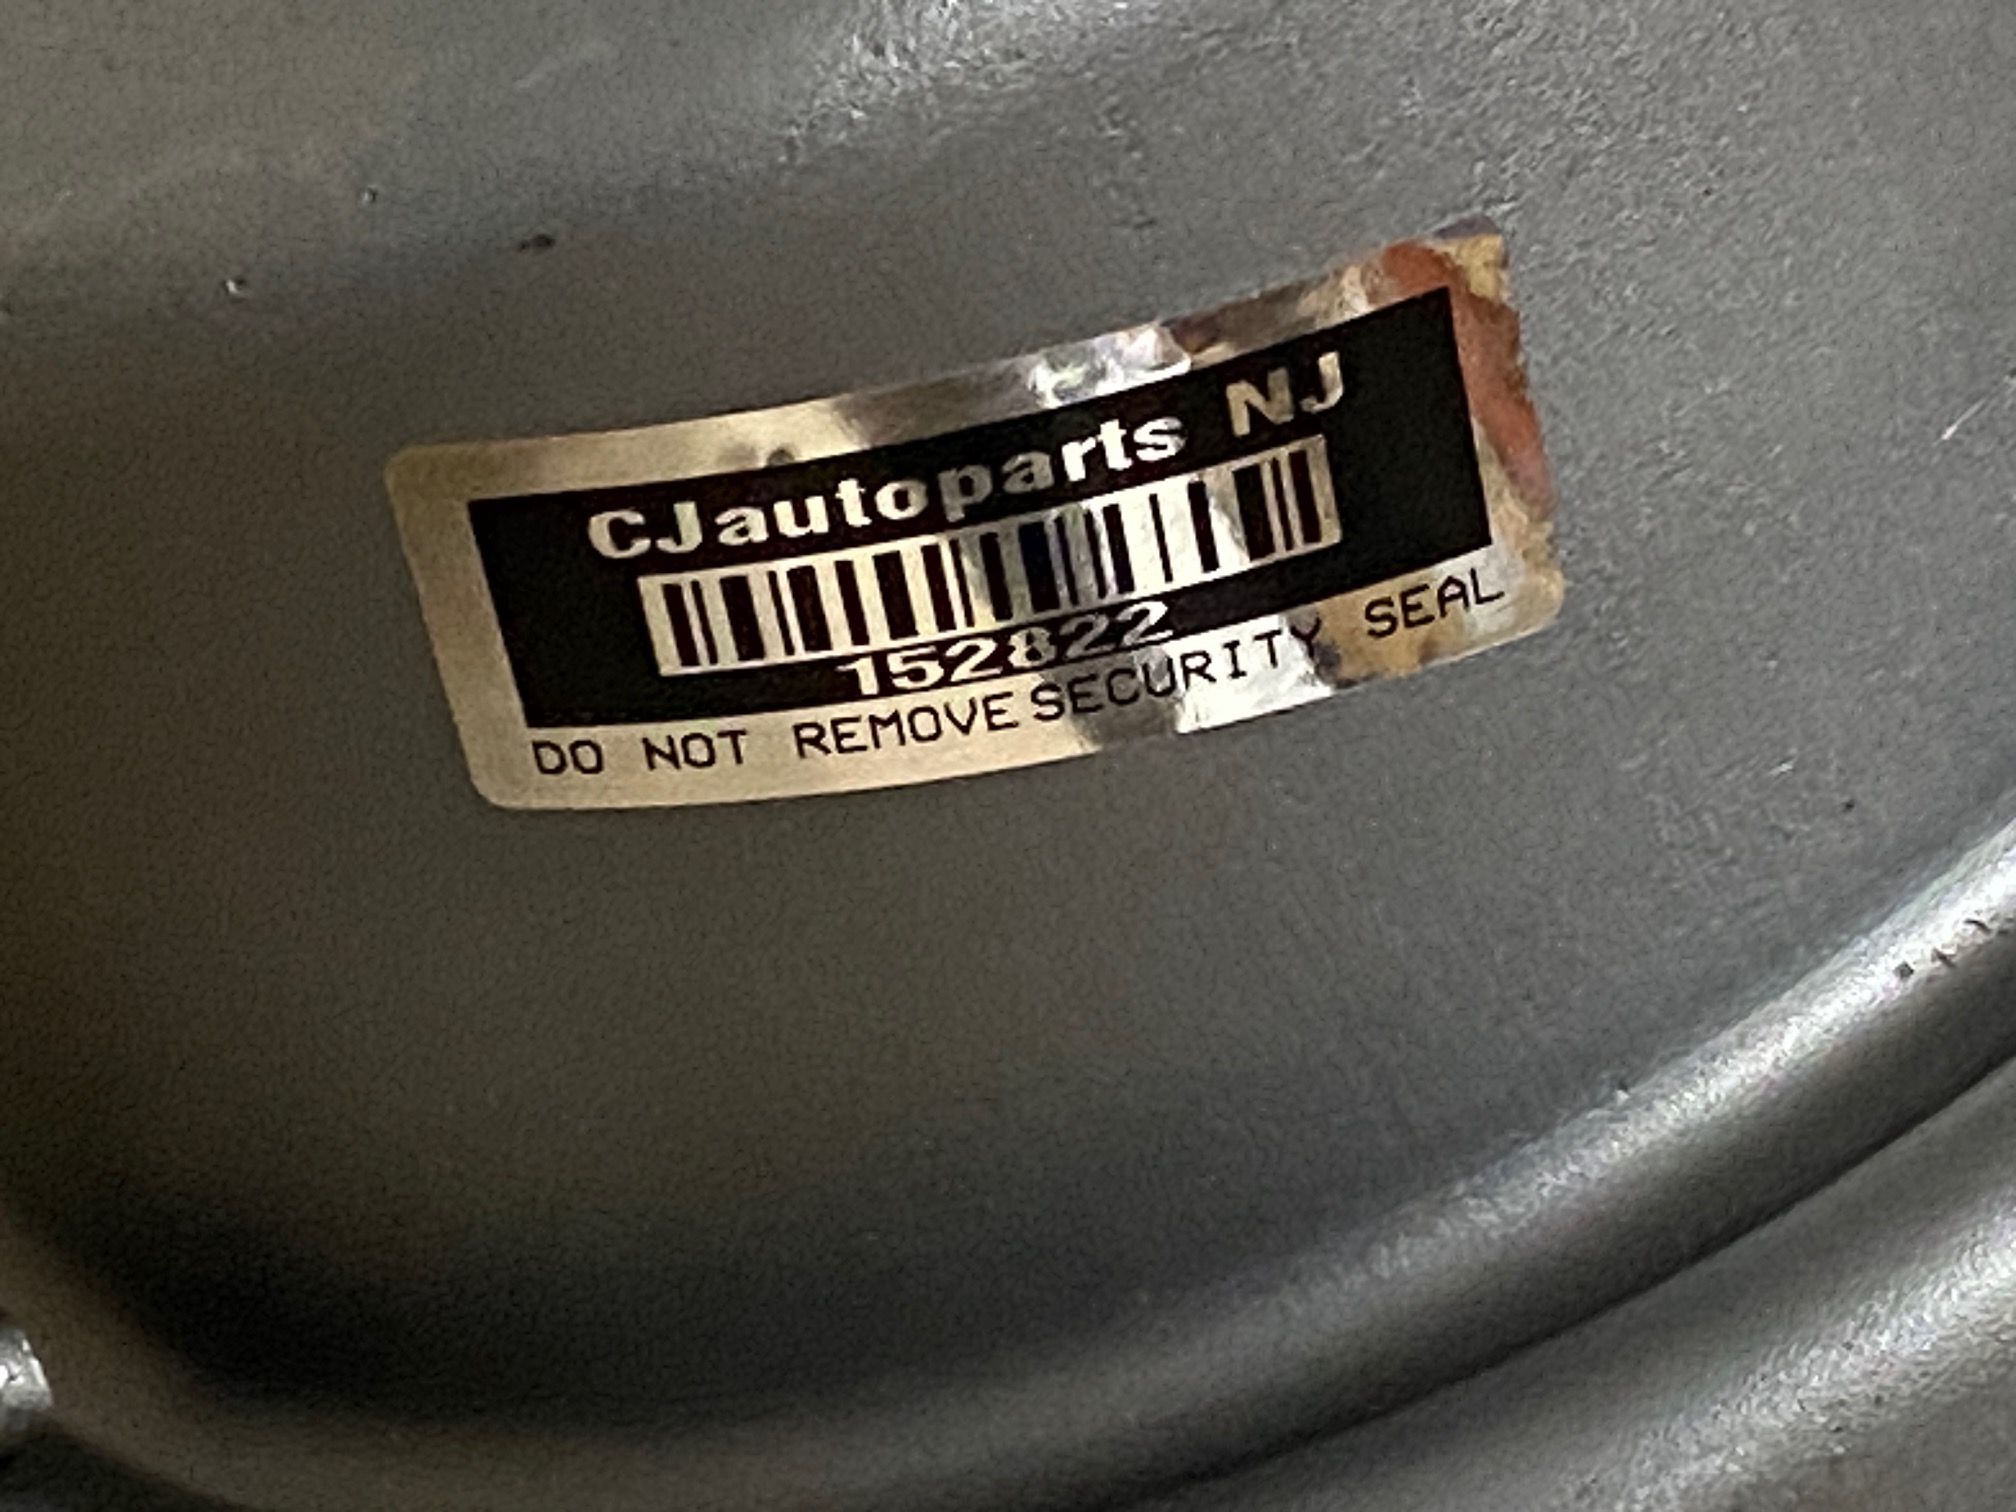 CJautoparts NJ
152822
DO NOT REMOVE SECURITY SEAL